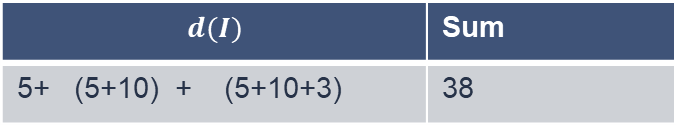 d(I) Sum
5+ (5+10) + (5+10+3) 38